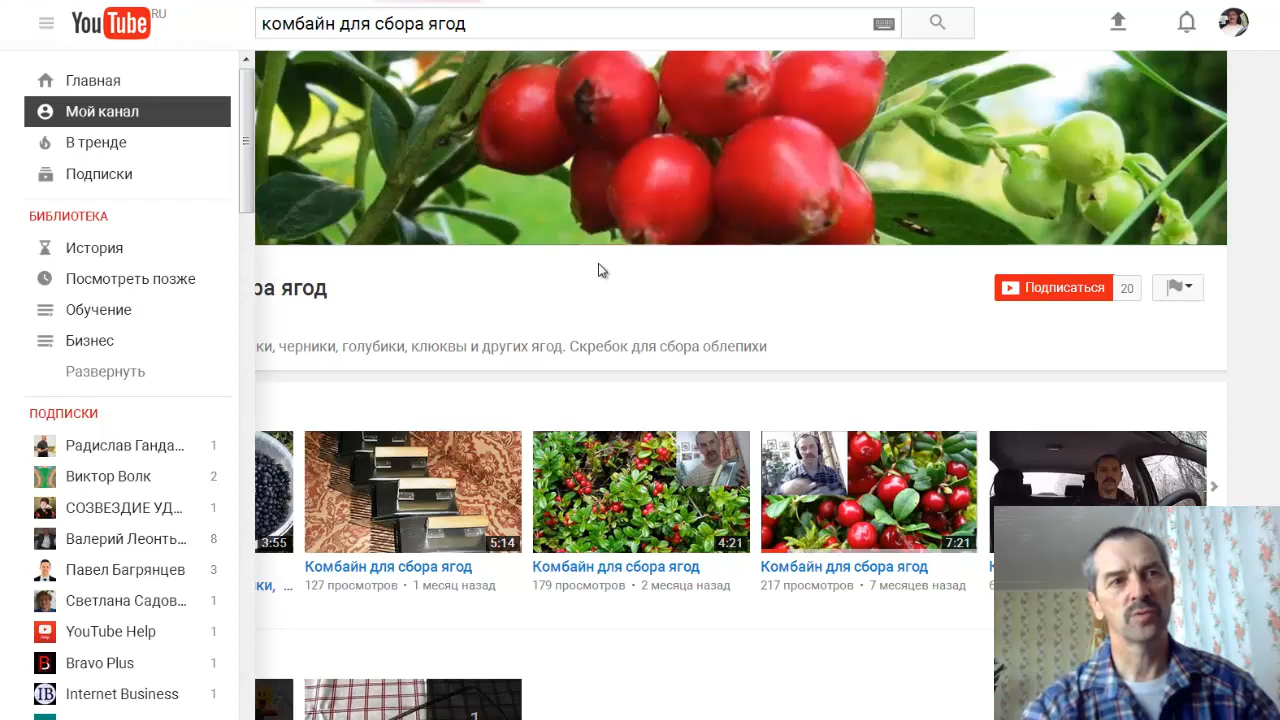 YouTube RU
комбайн для сбора ягод
Главная
Мой канал
В тренде
Подписки
БИБЛИОТЕКА
История
Посмотреть позже
Обучение
Бизнес
Развернуть
ПОДПИСКИ
Радислав Ганда... 1
Виктор Волк 2
СОЗВЕЗДИЕ УД... 1
Валерий Леонть... 8
Павел Багрянцев 3
Светлана Садов... 1
YouTube Help 1
Bravo Plus 1
Internet Business 1
ра ягод
Подписаться 20
ки, черники, голубики, клюквы и других ягод. Скребок для сбора облепихи
3:55
ки, ...
5:14
Комбайн для сбора ягод
127 просмотров • 1 месяц назад
4:21
Комбайн для сбора ягод
179 просмотров • 2 месяца назад
7:21
Комбайн для сбора ягод
217 просмотров • 7 месяцев назад